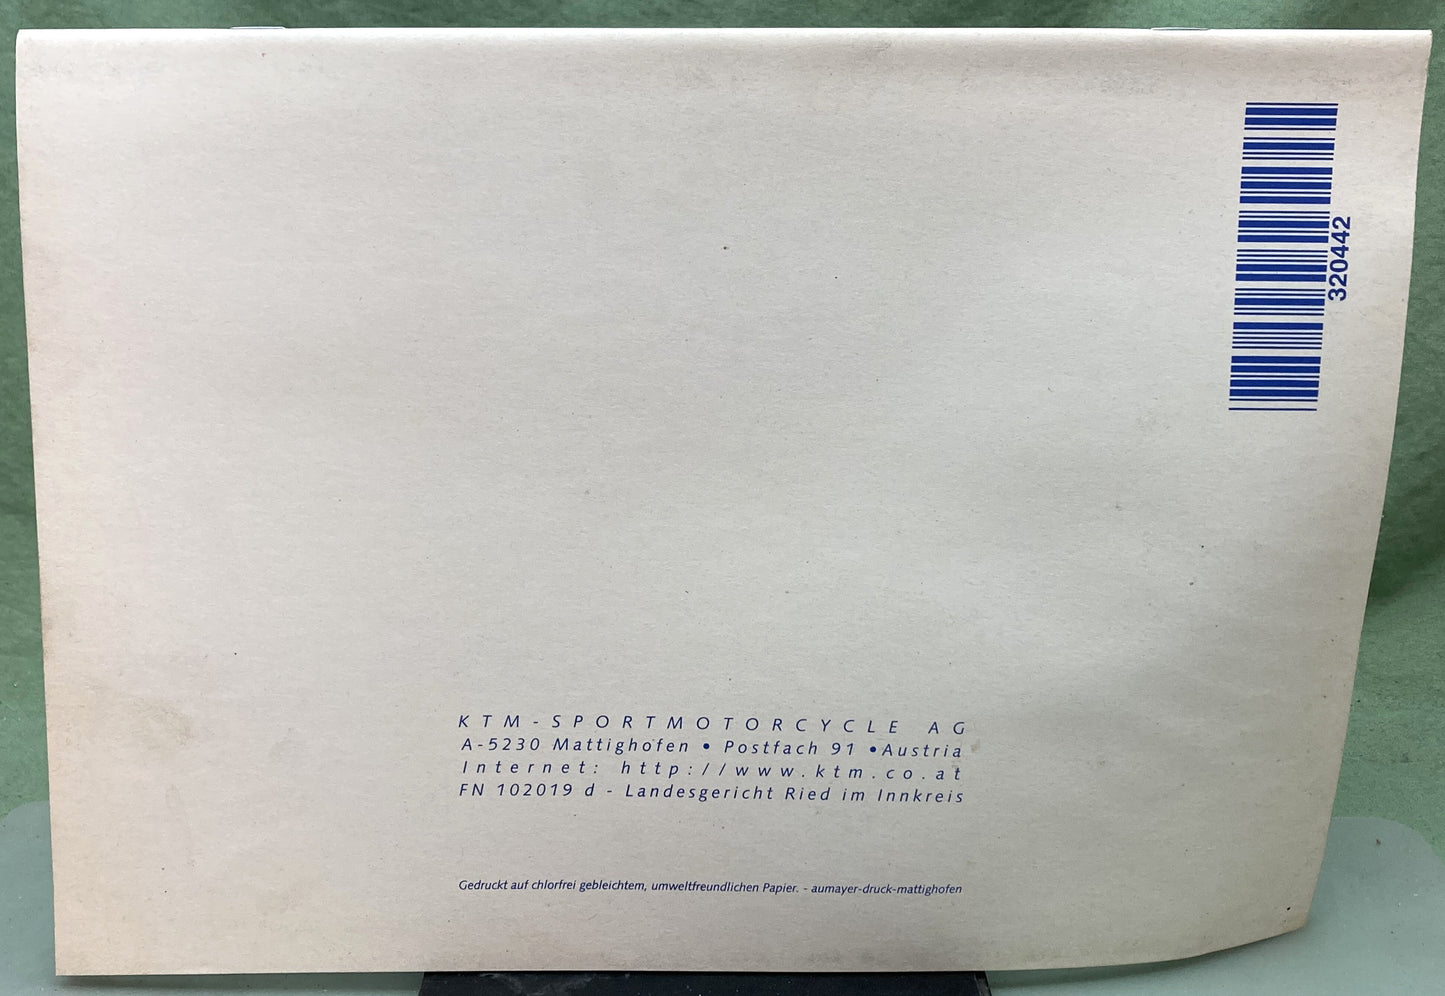 320442
KTM-SPORTMOTORCYCLE AG
A-5230 Mattighofen • Postfach 91 •Austria
Internet: http://www.ktm.co.at
FN 102019 d - Landesgericht Ried im Innkreis
Gedruckt auf chlorfrei gebleichtem, umweltfreundlichen Papier. - aumayer-druck-mattighofen